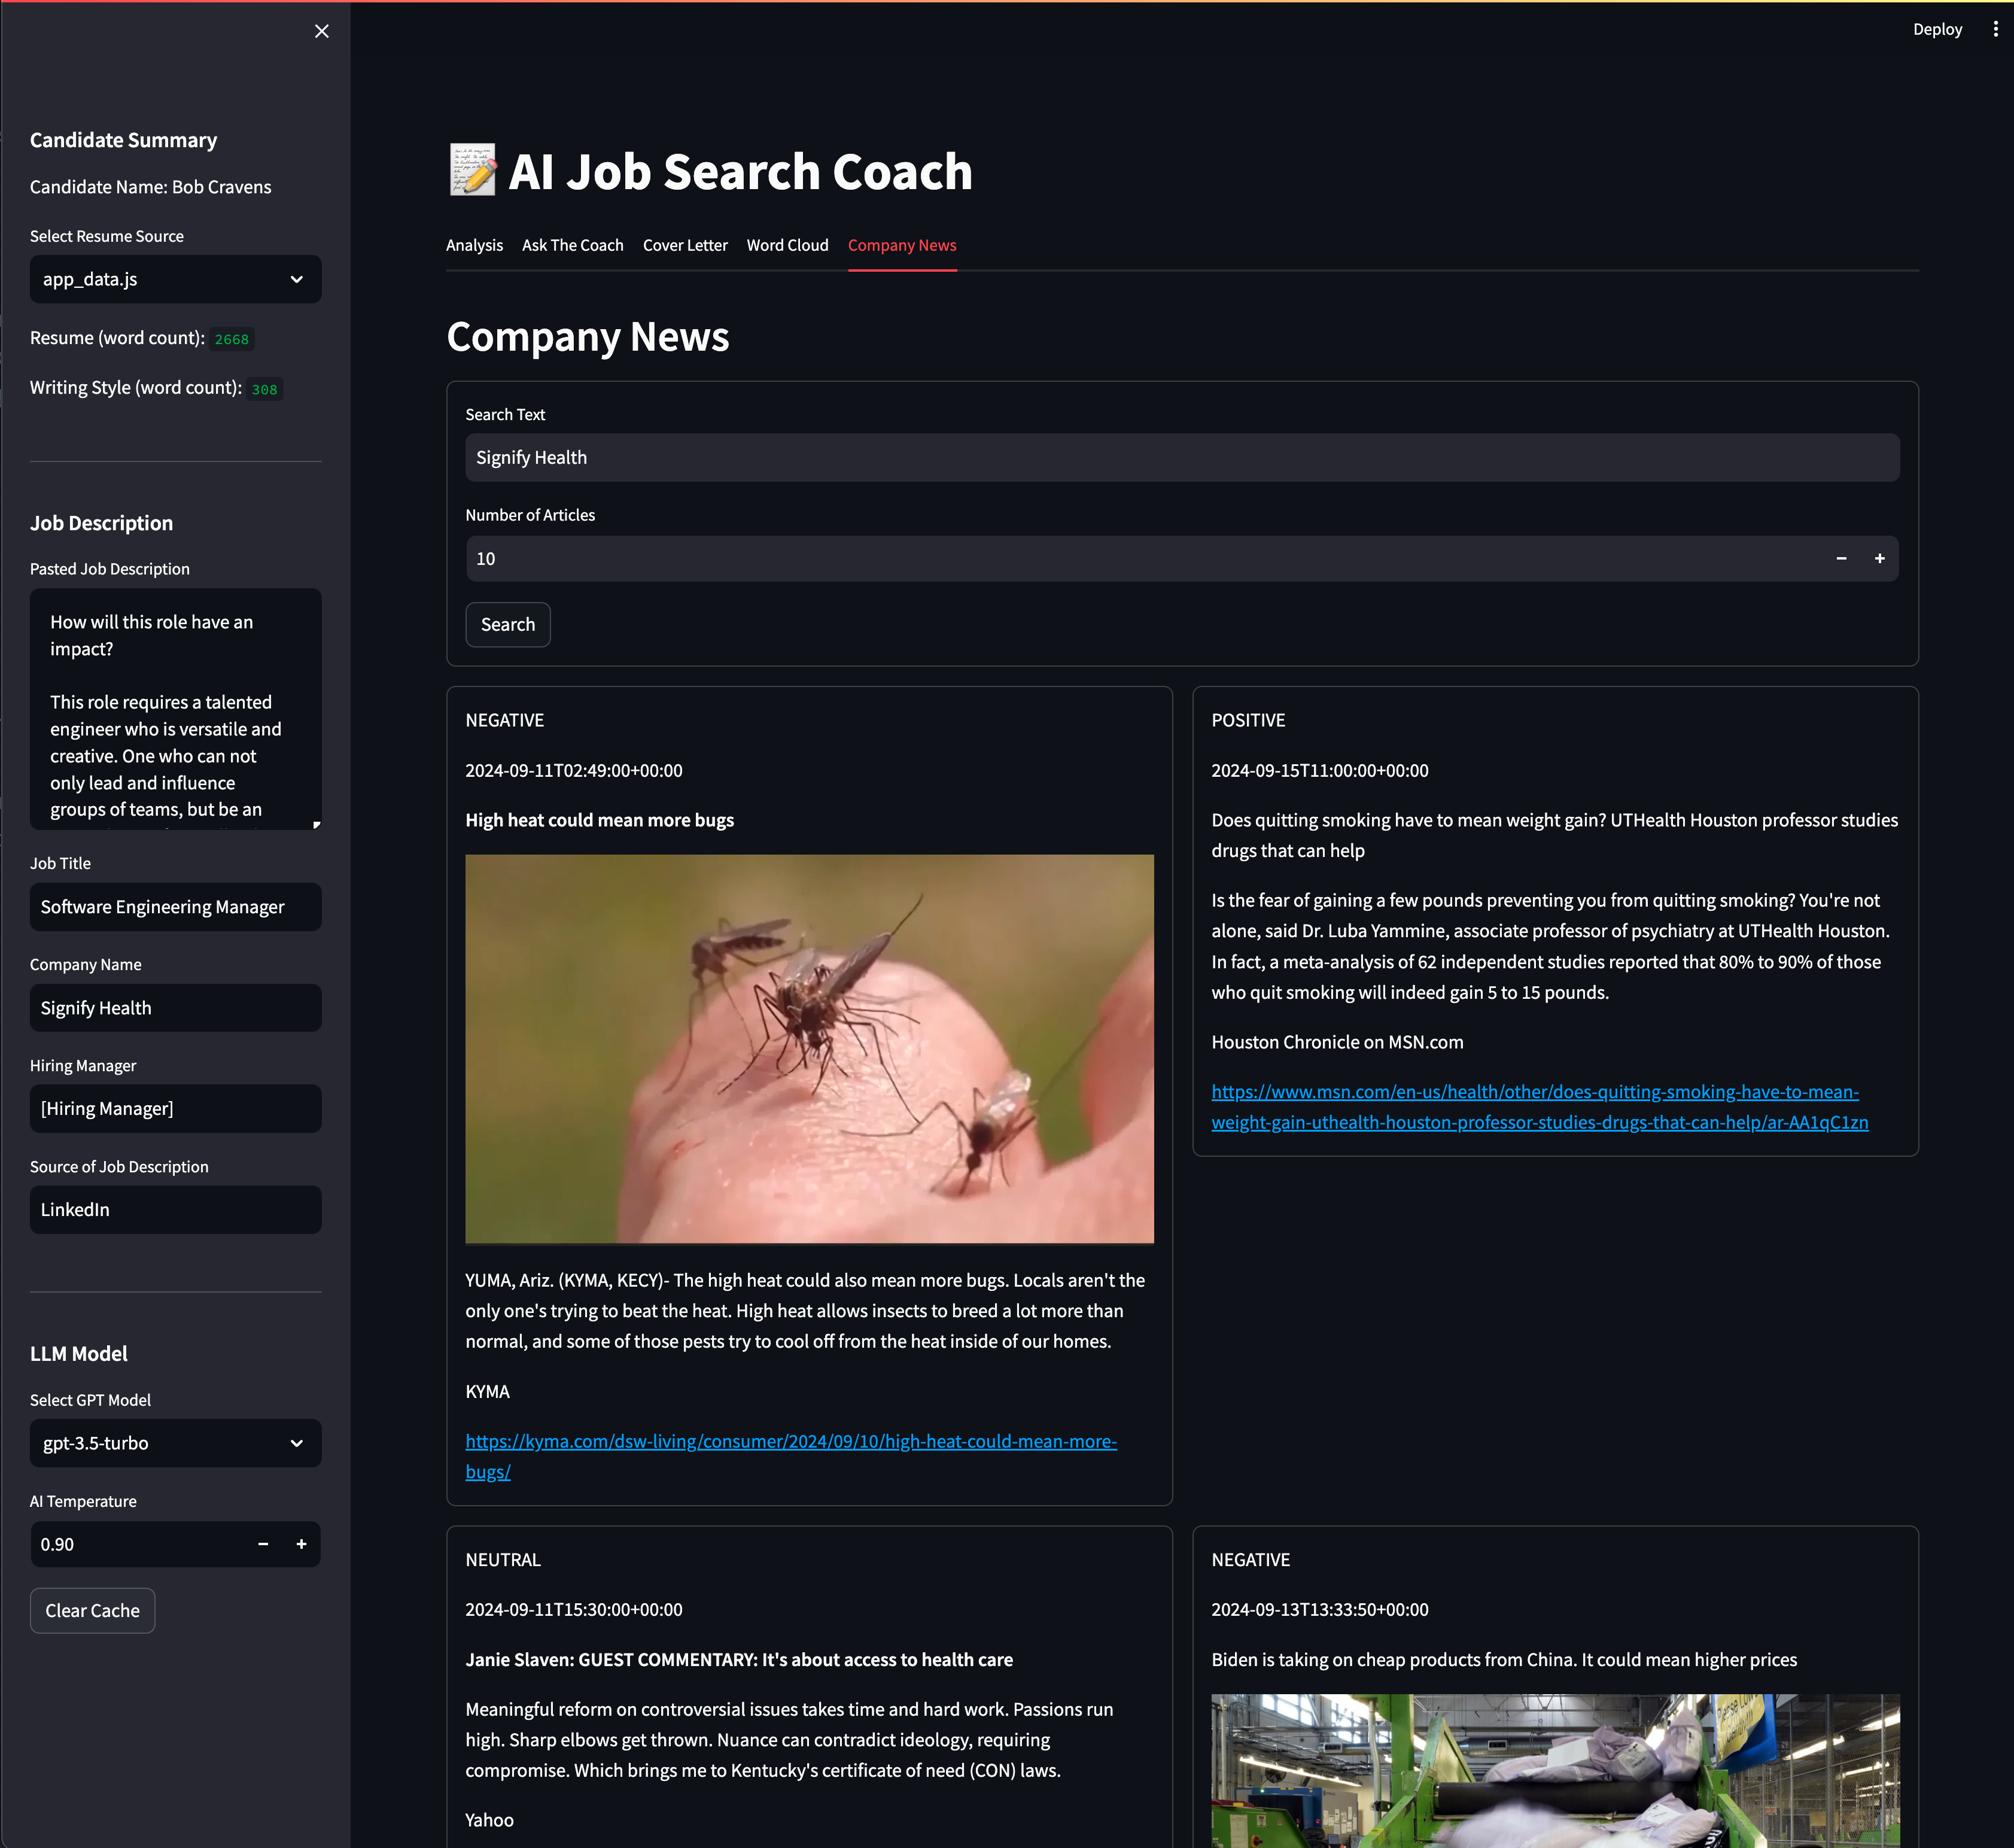 Deploy
Candidate Summary
Candidate Name: Bob Cravens
Select Resume Source
app_data.js
Resume (word count): 2668
Writing Style (word count): 308
Job Description
Pasted Job Description
How will this role have an
impact?
This role requires a talented
engineer who is versatile and
creative. One who can not
only lead and influence
groups of teams, but be an
Job Title
Software Engineering Manager
Company Name
Signify Health
Hiring Manager
[Hiring Manager]
Source of Job Description
LinkedIn
LLM Model
Select GPT Model
gpt-3.5-turbo
AI Temperature
0.90
Clear Cache
AI Job Search Coach
Analysis Ask The Coach Cover Letter Word Cloud Company News
Company News
Search Text
Signify Health
Number of Articles
10
Search
NEGATIVE
2024-09-11T02:49:00+00:00
High heat could mean more bugs
YUMA, Ariz. (KYMA, KECY)- The high heat could also mean more bugs. Locals aren't the
only one's trying to beat the heat. High heat allows insects to breed a lot more than
normal, and some of those pests try to cool off from the heat inside of our homes.
KYMA
https://kyma.com/dsw-living/consumer/2024/09/10/high-heat-could-mean-more-
bugs/
POSITIVE
2024-09-15T11:00:00+00:00
Does quitting smoking have to mean weight gain? UTHealth Houston professor studies
drugs that can help
Is the fear of gaining a few pounds preventing you from quitting smoking? You're not
alone, said Dr. Luba Yammine, associate professor of psychiatry at UTHealth Houston.
In fact, a meta-analysis of 62 independent studies reported that 80% to 90% of those
who quit smoking will indeed gain 5 to 15 pounds.
Houston Chronicle on MSN.com
https://www.msn.com/en-us/health/other/does-quitting-smoking-have-to-mean-
weight-gain-uthealth-houston-professor-studies-drugs-that-can-help/ar-AA1qC1zn
NEUTRAL
2024-09-11T15:30:00+00:00
Janie Slaven: GUEST COMMENTARY: It's about access to health care
Meaningful reform on controversial issues takes time and hard work. Passions run
high. Sharp elbows get thrown. Nuance can contradict ideology, requiring
compromise. Which brings me to Kentucky's certificate of need (CON) laws.
Yahoo
NEGATIVE
2024-09-13T13:33:50+00:00
Biden is taking on cheap products from China. It could mean higher prices